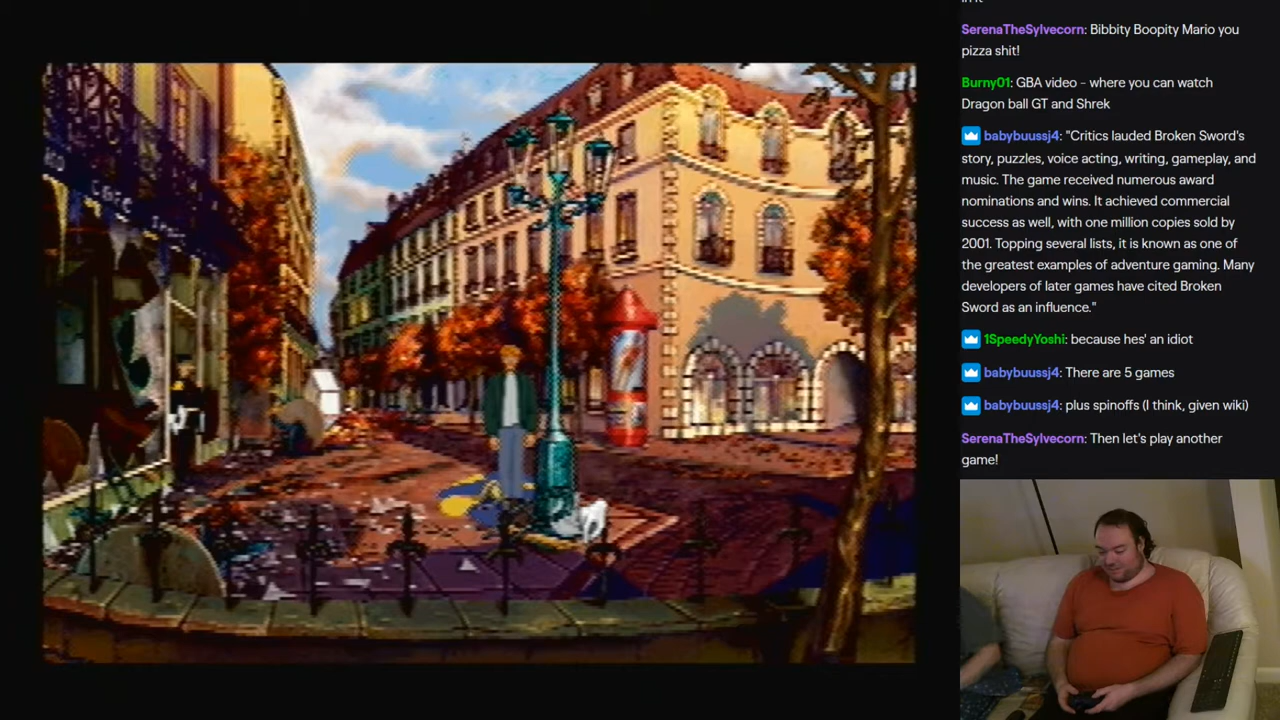 SerenaTheSylvecorn: Bibbity Boopity Mario you
pizza shit!
Burny01: GBA video - where you can watch
Dragon ball GT and Shrek
babybuussj4: "Critics lauded Broken Sword's
story, puzzles, voice acting, writing, gameplay, and
music. The game received numerous award
nominations and wins. It achieved commercial
success as well, with one million copies sold by
2001. Topping several lists, it is known as one of
the greatest examples of adventure gaming. Many
developers of later games have cited Broken
Sword as an influence."
1SpeedyYoshi: because hes' an idiot
babybuussj4: There are 5 games
babybuussj4: plus spinoffs (I think, given wiki)
SerenaTheSylvecorn: Then let's play another
game!